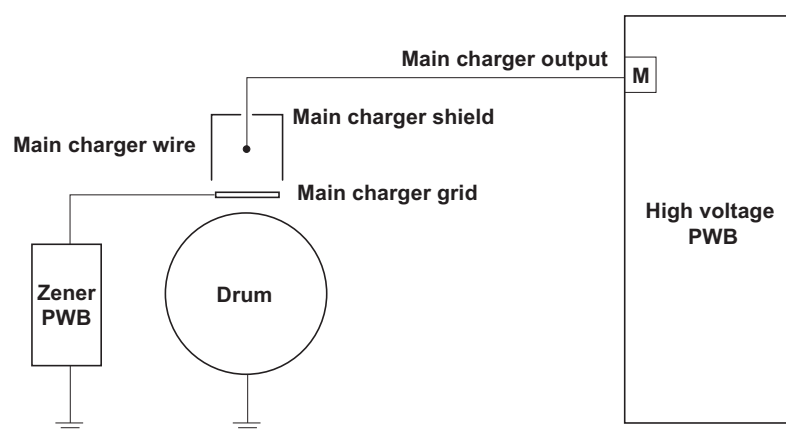 Main charger output
M
Main charger shield
Main charger wire
Main charger grid
High voltage
PWB
Zener
PWB
Drum